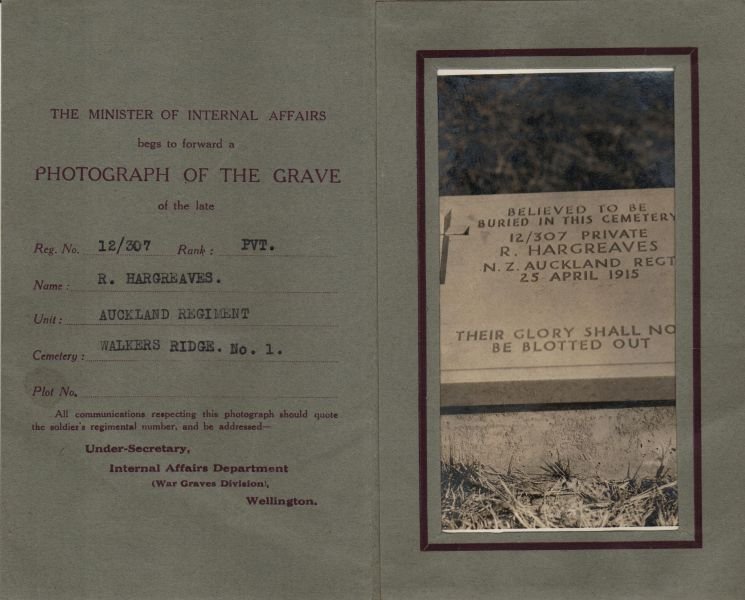 THE MINISTER OF INTERNAL AFFAIRS
begs to forward a
PHOTOGRAPH OF THE GRAVE
of the late
Reg. No. 12/307 Rank: PVT.
Name: R. HARGREAVES.
Unit: AUCKLAND REGIMENT
Cemetery: WALKERS RIDGE. No. 1.
Plot No.
All communications respecting this photograph should quote
the soldier's regimental number, and be addressed—
Under-Secretary,
Internal Affairs Department
(War Graves Division),
Wellington.
BELIEVED TO BE
BURIED IN THIS CEMETERY
12/307 PRIVATE
R. HARGREAVES
N.Z. AUCKLAND REGT
25 APRIL 1915
THEIR GLORY SHALL NO
BE BLOTTED OUT